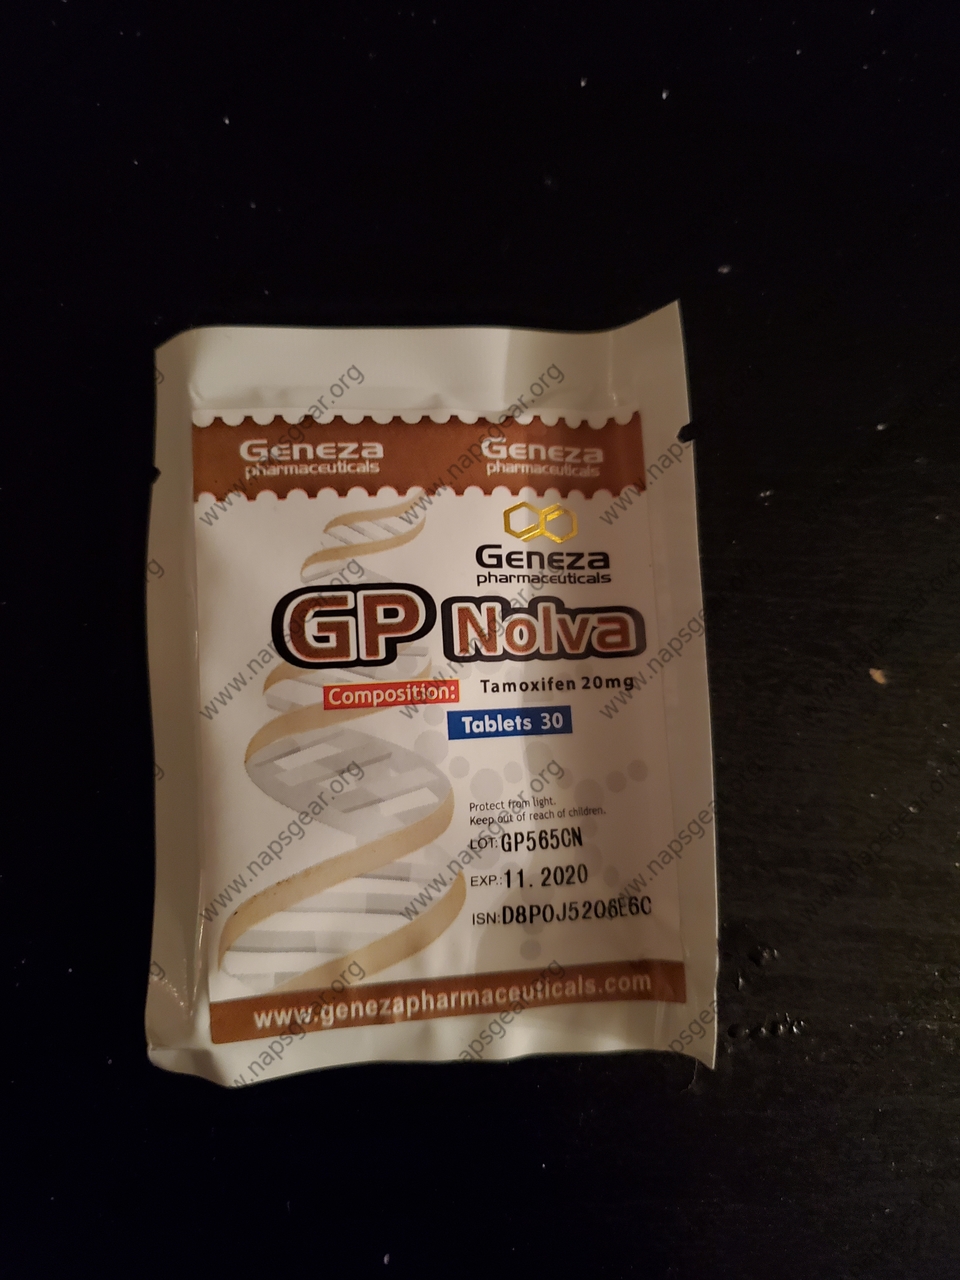 Geneza Geneza
pharmaceuticals pharmaceuticals
Geneza
pharmaceuticals
GP Nolva
Composition: Tamoxifen 20mg
Tablets 30
Protect from light.
Keep out of reach of children.
LOT: GP565CN
EXP.: 11. 2020
ISN: D8P0J5206E6C
www.genezapharmaceuticals.com
www.napsgear.org